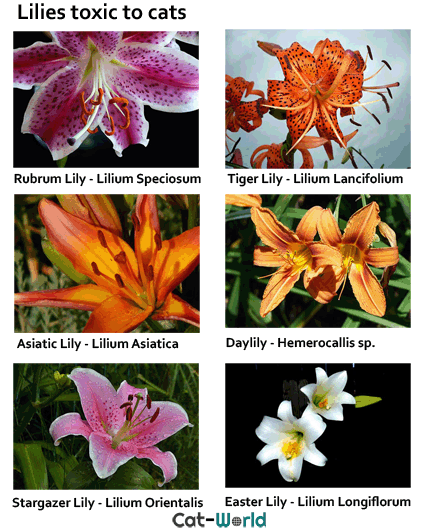 Lilies toxic to cats
Rubrum Lily - Lilium Speciosum
Tiger Lily - Lilium Lancifolium
Asiatic Lily - Lilium Asiatica
Daylily - Hemerocallis sp.
Stargazer Lily - Lilium Orientalis
Easter Lily - Lilium Longiflorum
Cat-World